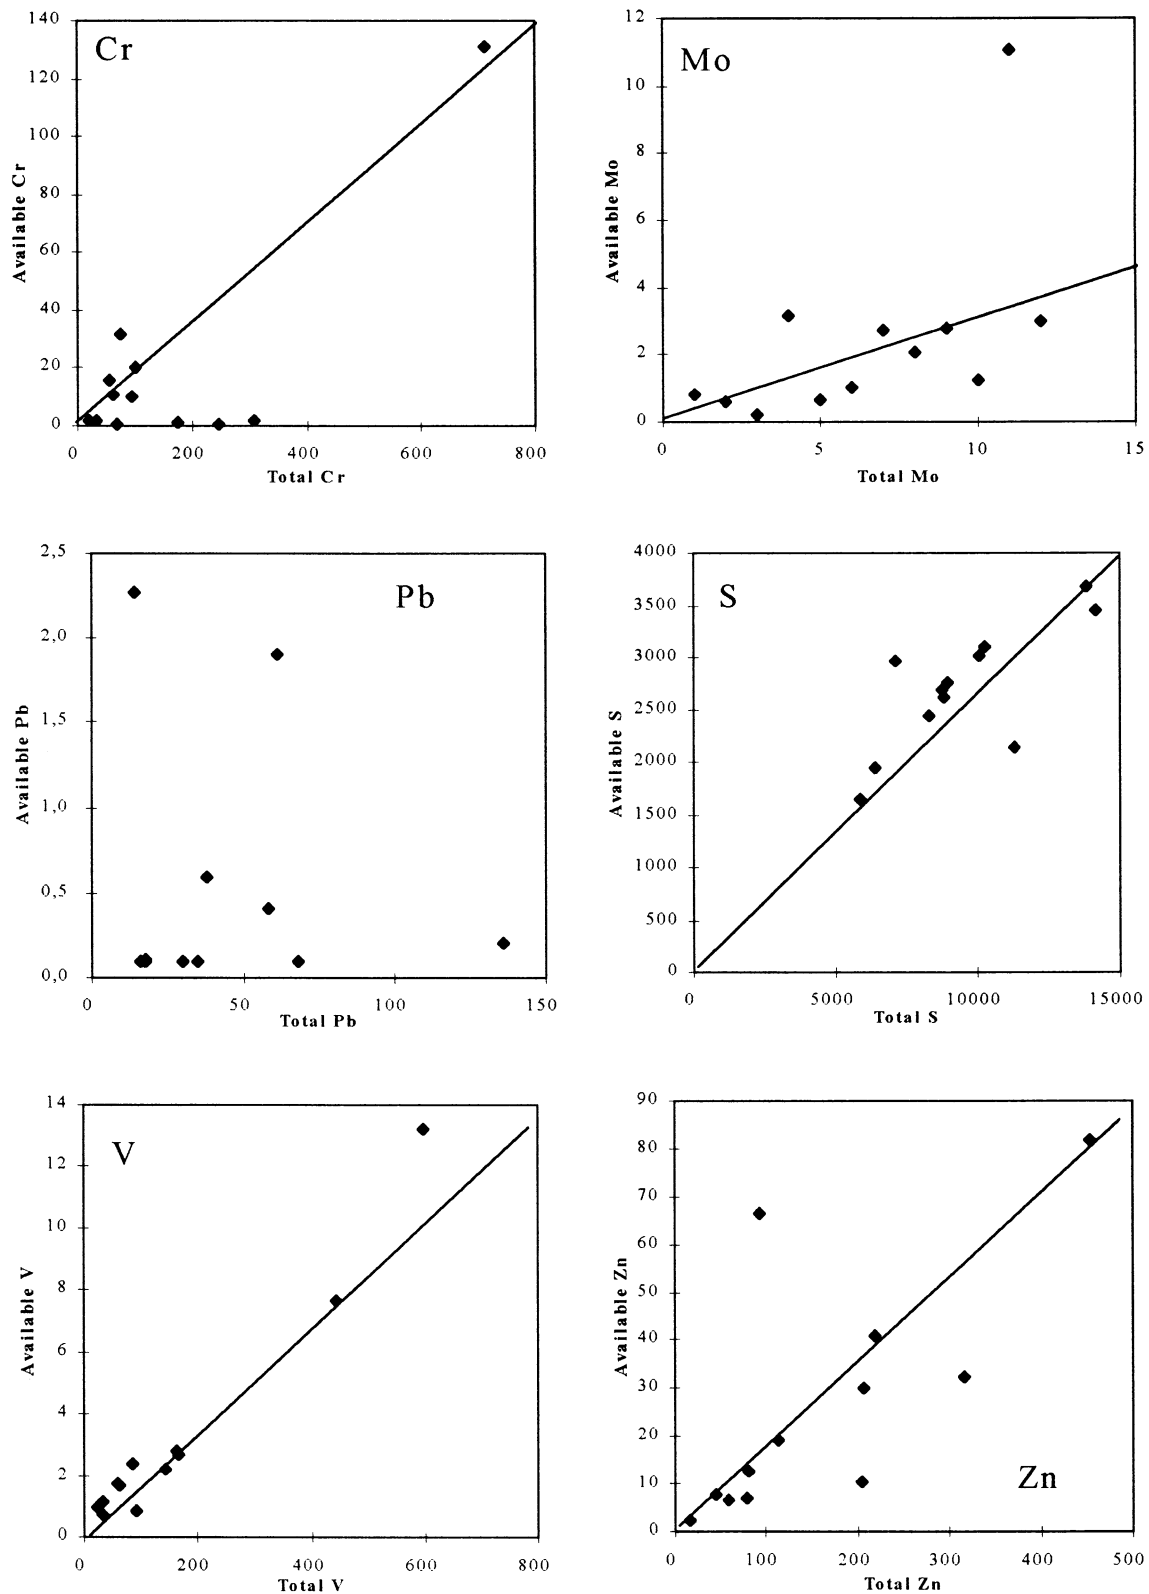 Cr
140
120
100
80
60
40
20
0
Available Cr
0 200 400 600 800
Total Cr
Mo
12
10
8
6
4
2
0
Available Mo
0 5 10 15
Total Mo
Pb
2,5
2,0
1,5
1,0
0,5
0,0
Available Pb
0 50 100 150
Total Pb
S
4000
3500
3000
2500
2000
1500
1000
500
0
Available S
0 5000 10000 15000
Total S
V
14
12
10
8
6
4
2
0
Available V
0 200 400 600 800
Total V
Zn
90
80
70
60
50
40
30
20
10
0
Available Zn
0 100 200 300 400 500
Total Zn